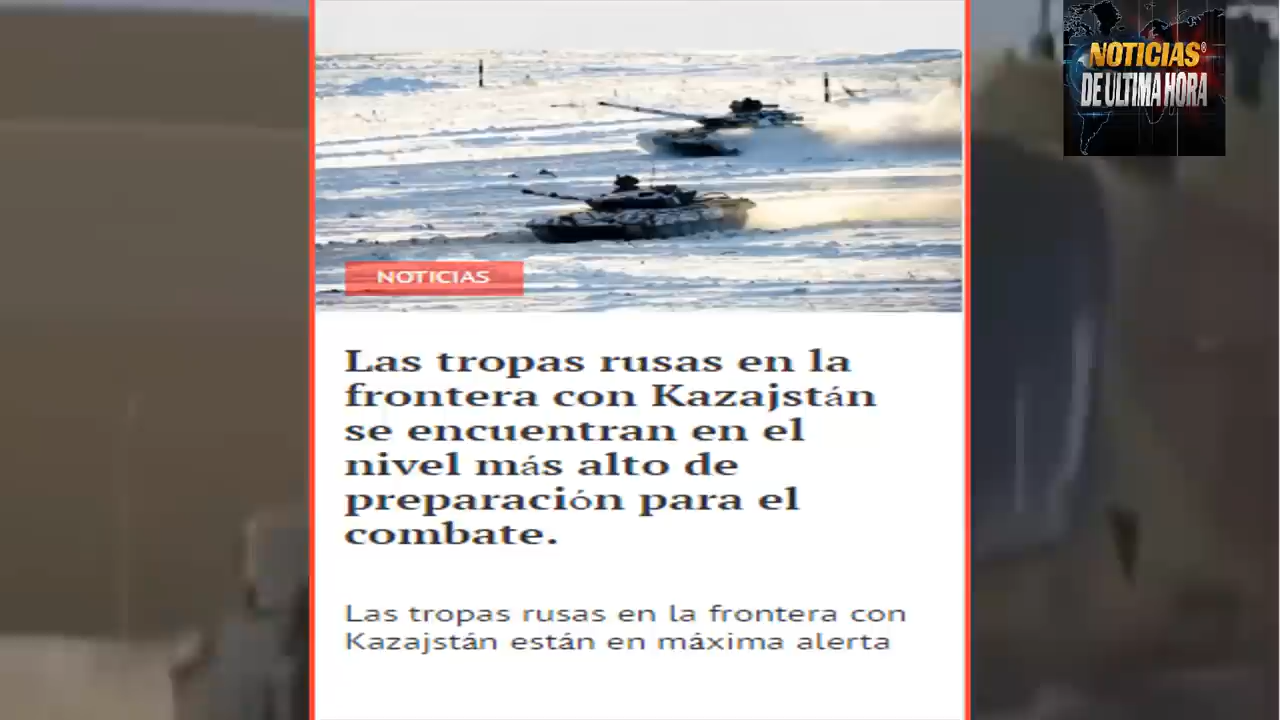 NOTICIAS
DE ULTIMA HORA
NOTICIAS
Las tropas rusas en la
frontera con Kazajstán
se encuentran en el
nivel más alto de
preparación para el
combate.
Las tropas rusas en la frontera con
Kazajstán están en máxima alerta